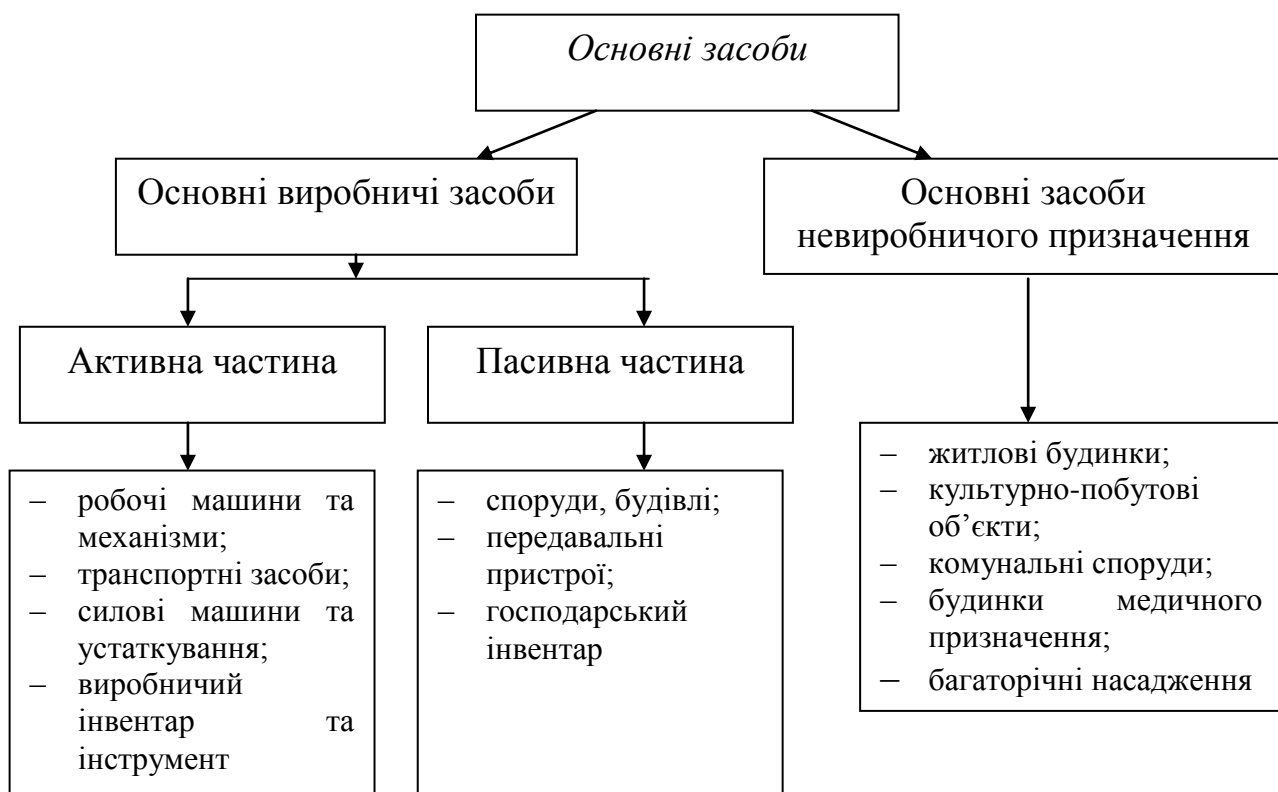 Основні засоби
Основні виробничі засоби
Основні засоби
невиробничого призначення
Активна частина
Пасивна частина
– робочі машини та
механізми;
– транспортні засоби;
– силові машини та
устаткування;
– виробничий
інвентар та
інструмент
– споруди, будівлі;
– передавальні
пристрої;
– господарський
інвентар
– житлові будинки;
– культурно-побутові
об’єкти;
– комунальні споруди;
– будинки медичного
призначення;
– багаторічні насадження